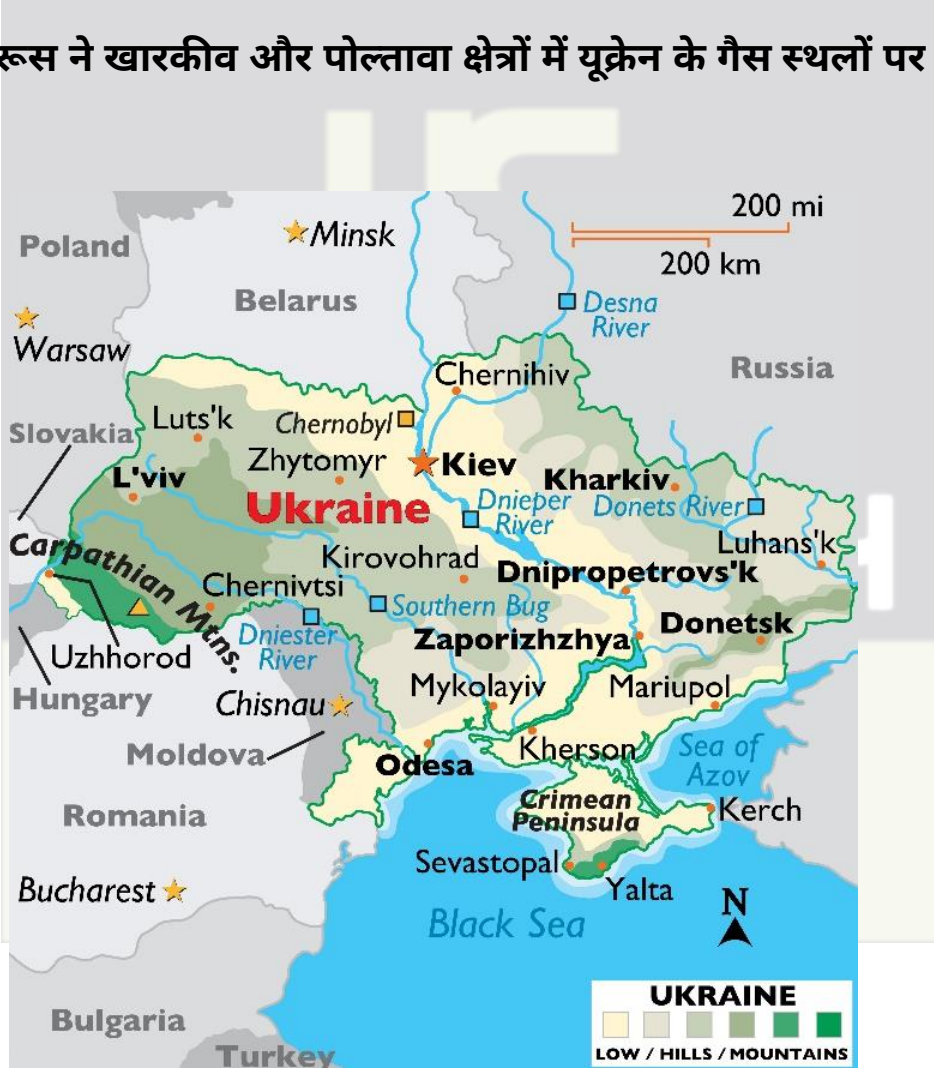 रूस ने खारकीव और पोल्तावा क्षेत्रों में यूक्रेन के गैस स्थलों पर
200 mi
200 km
Minsk
Poland
Belarus
Desna
River
Warsaw
Russia
Chernihiv
Luts'k
Chernobyl
Slovakia
Zhytomyr
Kiev
L'viv
Kharkiv
Ukraine
Dnieper
River
Donets River
Luhans'k
Carpathian Mtns.
Kirovohrad
Dnipropetrovs'k
Chernivtsi
Southern Bug
Dniester
River
Zaporizhzhya
Donetsk
Uzhhorod
Hungary
Chisnau
Mykolayiv
Mariupol
Moldova
Odesa
Kherson
Sea of
Azov
Romania
Crimean
Peninsula
Kerch
Sevastopal
Yalta
Bucharest
N
Black Sea
UKRAINE
Bulgaria
LOW / HILLS / MOUNTAINS
Turkey